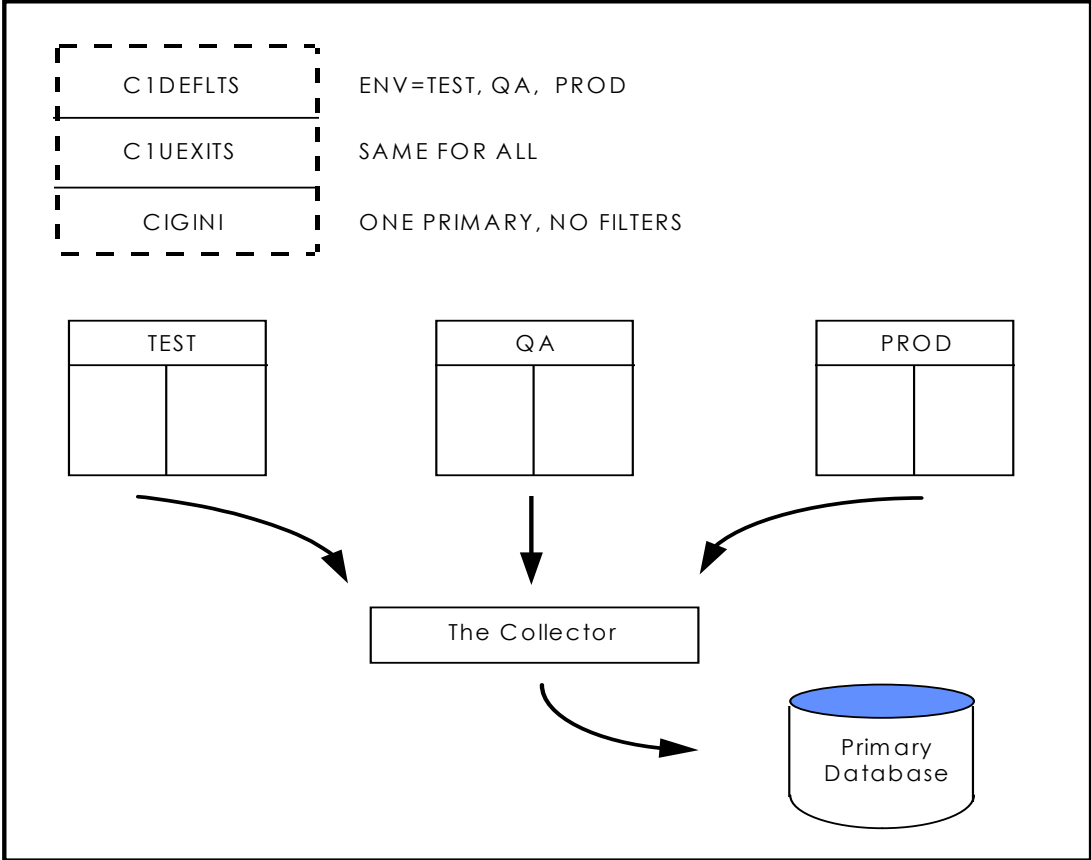 C1DEFLTS ENV=TEST, QA, PROD
C1UEXITS SAME FOR ALL
CIGINI ONE PRIMARY, NO FILTERS
TEST
QA
PROD
The Collector
Primary
Database